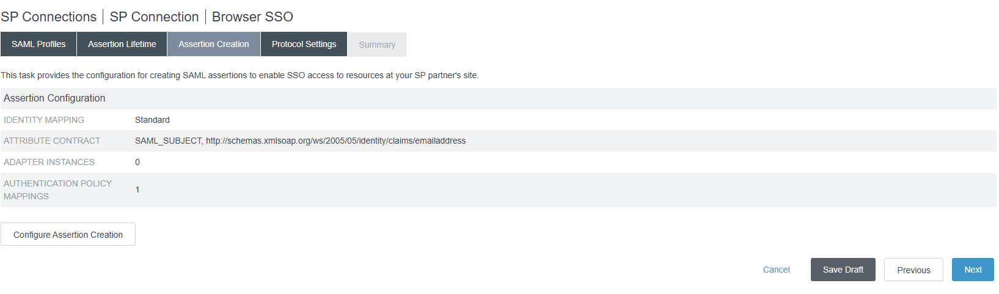 SP Connections | SP Connection | Browser SSO
SAML Profiles Assertion Lifetime Assertion Creation Protocol Settings Summary
This task provides the configuration for creating SAML assertions to enable SSO access to resources at your SP partner's site.
Assertion Configuration
IDENTITY MAPPING Standard
ATTRIBUTE CONTRACT SAML_SUBJECT, http://schemas.xmlsoap.org/ws/2005/05/identity/claims/emailaddress
ADAPTER INSTANCES 0
AUTHENTICATION POLICY
MAPPINGS 1
Configure Assertion Creation
Cancel Save Draft Previous Next